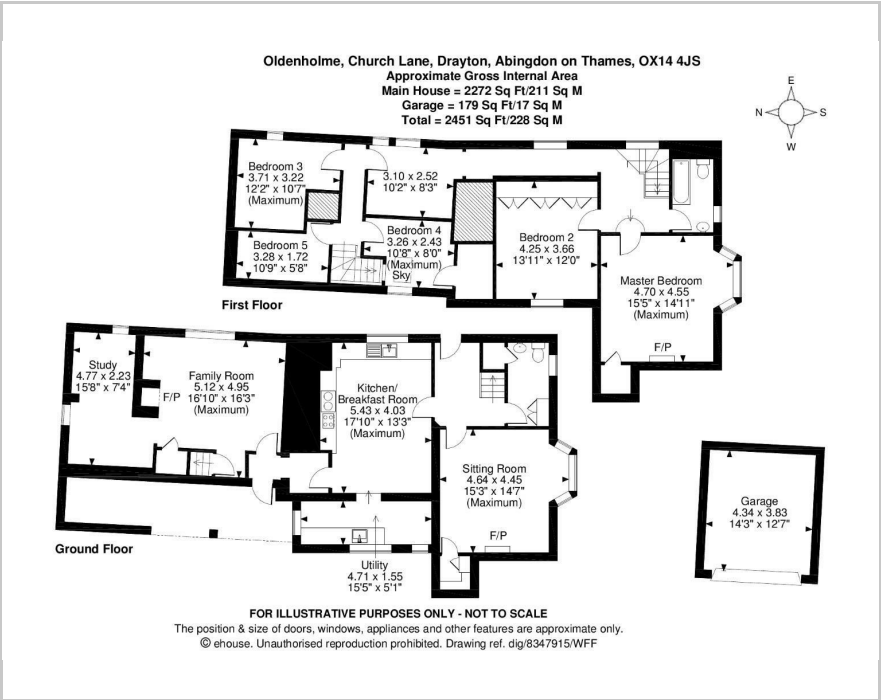 Oldenholme, Church Lane, Drayton, Abingdon on Thames, OX14 4JS
Approximate Gross Internal Area
Main House = 2272 Sq Ft/211 Sq M
Garage = 179 Sq Ft/17 Sq M
Total = 2451 Sq Ft/228 Sq M
E
N
S
W
Bedroom 3
3.71 x 3.22
12'2" x 10'7"
(Maximum)
3.10 x 2.52
10'2" x 8'3"
Bedroom 4
3.26 x 2.43
10'8" x 8'0"
(Maximum)
Sky
Bedroom 5
3.28 x 1.72
10'9" x 5'8"
Bedroom 2
4.25 x 3.66
13'11" x 12'0"
Master Bedroom
4.70 x 4.55
15'5" x 14'11"
(Maximum)
F/P
First Floor
Study
4.77 x 2.23
15'8" x 7'4"
F/P
Family Room
5.12 x 4.95
16'10" x 16'3"
(Maximum)
Kitchen/
Breakfast Room
5.43 x 4.03
17'10" x 13'3"
(Maximum)
Sitting Room
4.64 x 4.45
15'3" x 14'7"
(Maximum)
F/P
Garage
4.34 x 3.83
14'3" x 12'7"
Ground Floor
Utility
4.71 x 1.55
15'5" x 5'1"
FOR ILLUSTRATIVE PURPOSES ONLY - NOT TO SCALE
The position & size of doors, windows, appliances and other features are approximate only.
© ehouse. Unauthorised reproduction prohibited. Drawing ref. dig/8347915/WFF